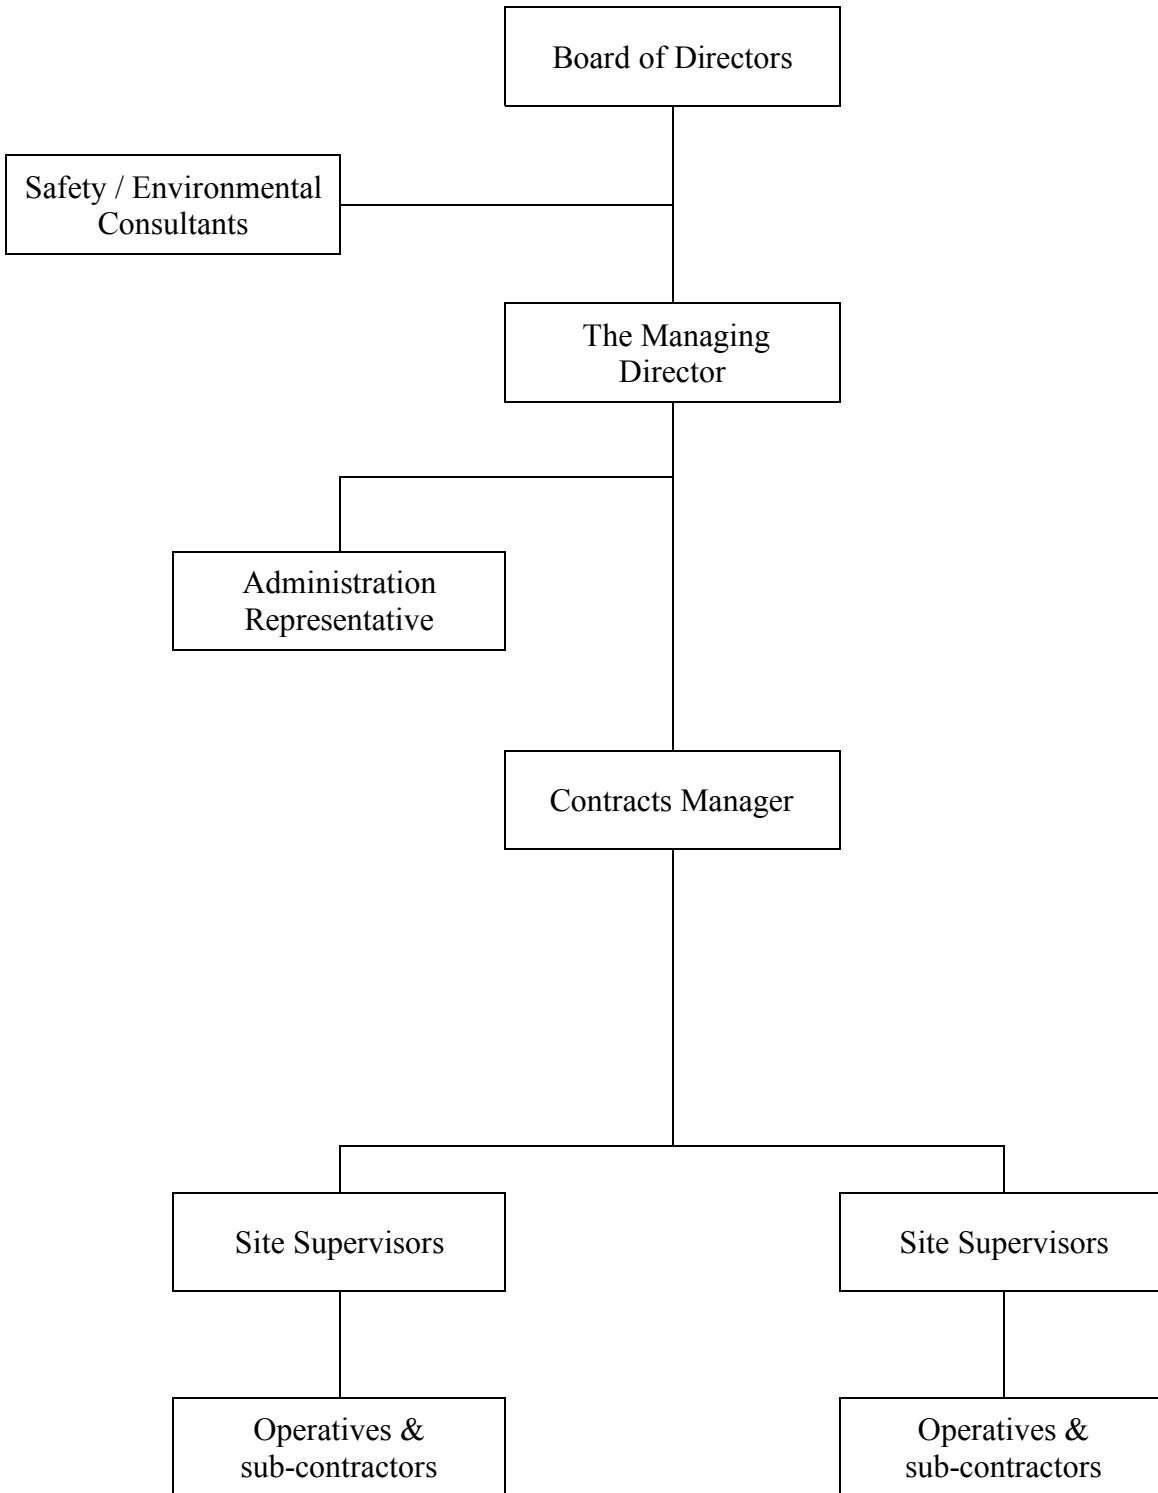 Board of Directors
Safety / Environmental
Consultants
The Managing
Director
Administration
Representative
Contracts Manager
Site Supervisors
Site Supervisors
Operatives &
sub-contractors
Operatives &
sub-contractors